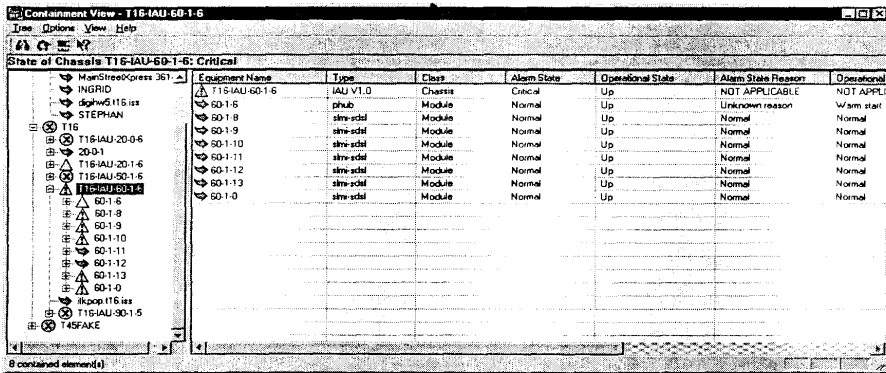 Containment View - T16-IAU-60-1-6
Tree Options View Help
State of Chassis T16-IAU-60-1-6: Critical
MainStreetXpress 361-
INGRID
digihw5.t16.iss
STEPHAN
T16
T16-IAU-20-0-6
20-0-1
T16-IAU-20-1-6
T16-IAU-50-1-6
T16-IAU-60-1-6
60-1-6
60-1-8
60-1-9
60-1-10
60-1-11
60-1-12
60-1-13
60-1-0
itkpop.t16.iss
T16-IAU-90-1-5
T45FAKE
Equipment Name Type Class Alarm State Operational State Alarm State Reason Operational
T16-IAU-60-1-6 IAU V1.0 Chassis Critical Up NOT APPLICABLE NOT APPLI
60-1-6 phub Module Normal Up Unknown reason Warm start
60-1-8 slmi-sdsl Module Normal Up Normal Normal
60-1-9 slmi-sdsl Module Normal Up Normal Normal
60-1-10 slmi-sdsl Module Normal Up Normal Normal
60-1-11 slmi-sdsl Module Normal Up Normal Normal
60-1-12 slmi-sdsl Module Normal Up Normal Normal
60-1-13 slmi-sdsl Module Normal Up Normal Normal
60-1-0 slmi-sdsl Module Normal Up Normal Normal
8 contained element(s)